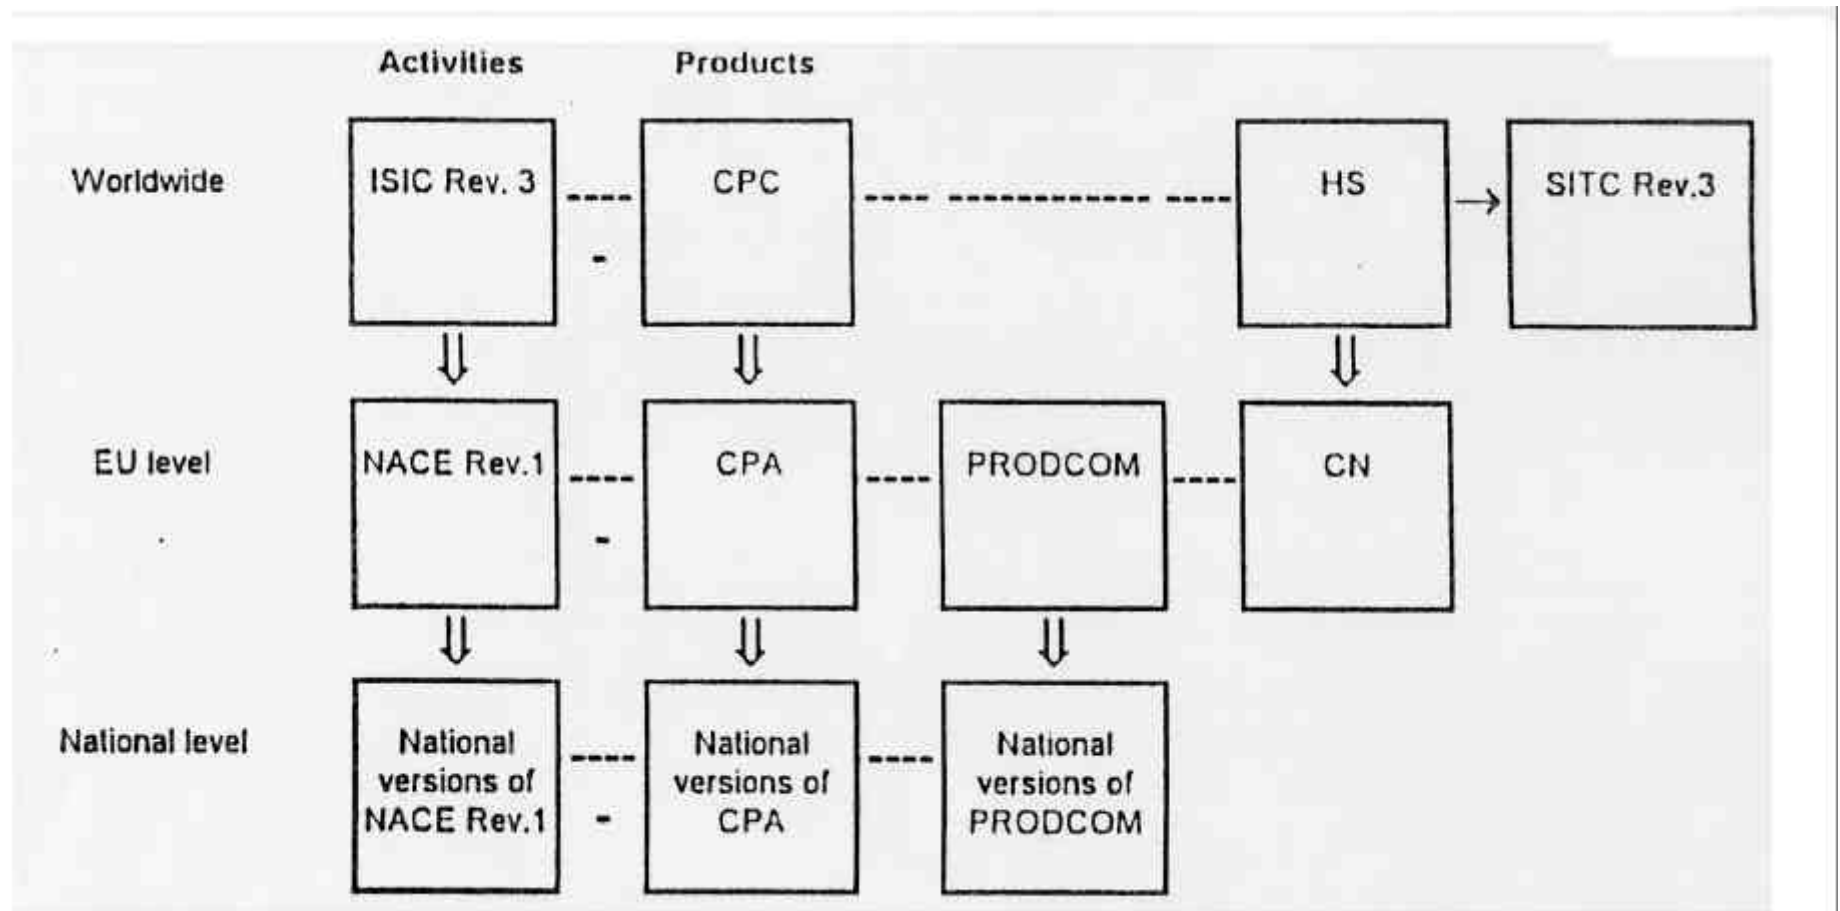 Activities Products
Worldwide ISIC Rev. 3 CPC HS SITC Rev.3
EU level NACE Rev.1 CPA PRODCOM CN
National level National National National
versions of versions of versions of
NACE Rev.1 CPA PRODCOM